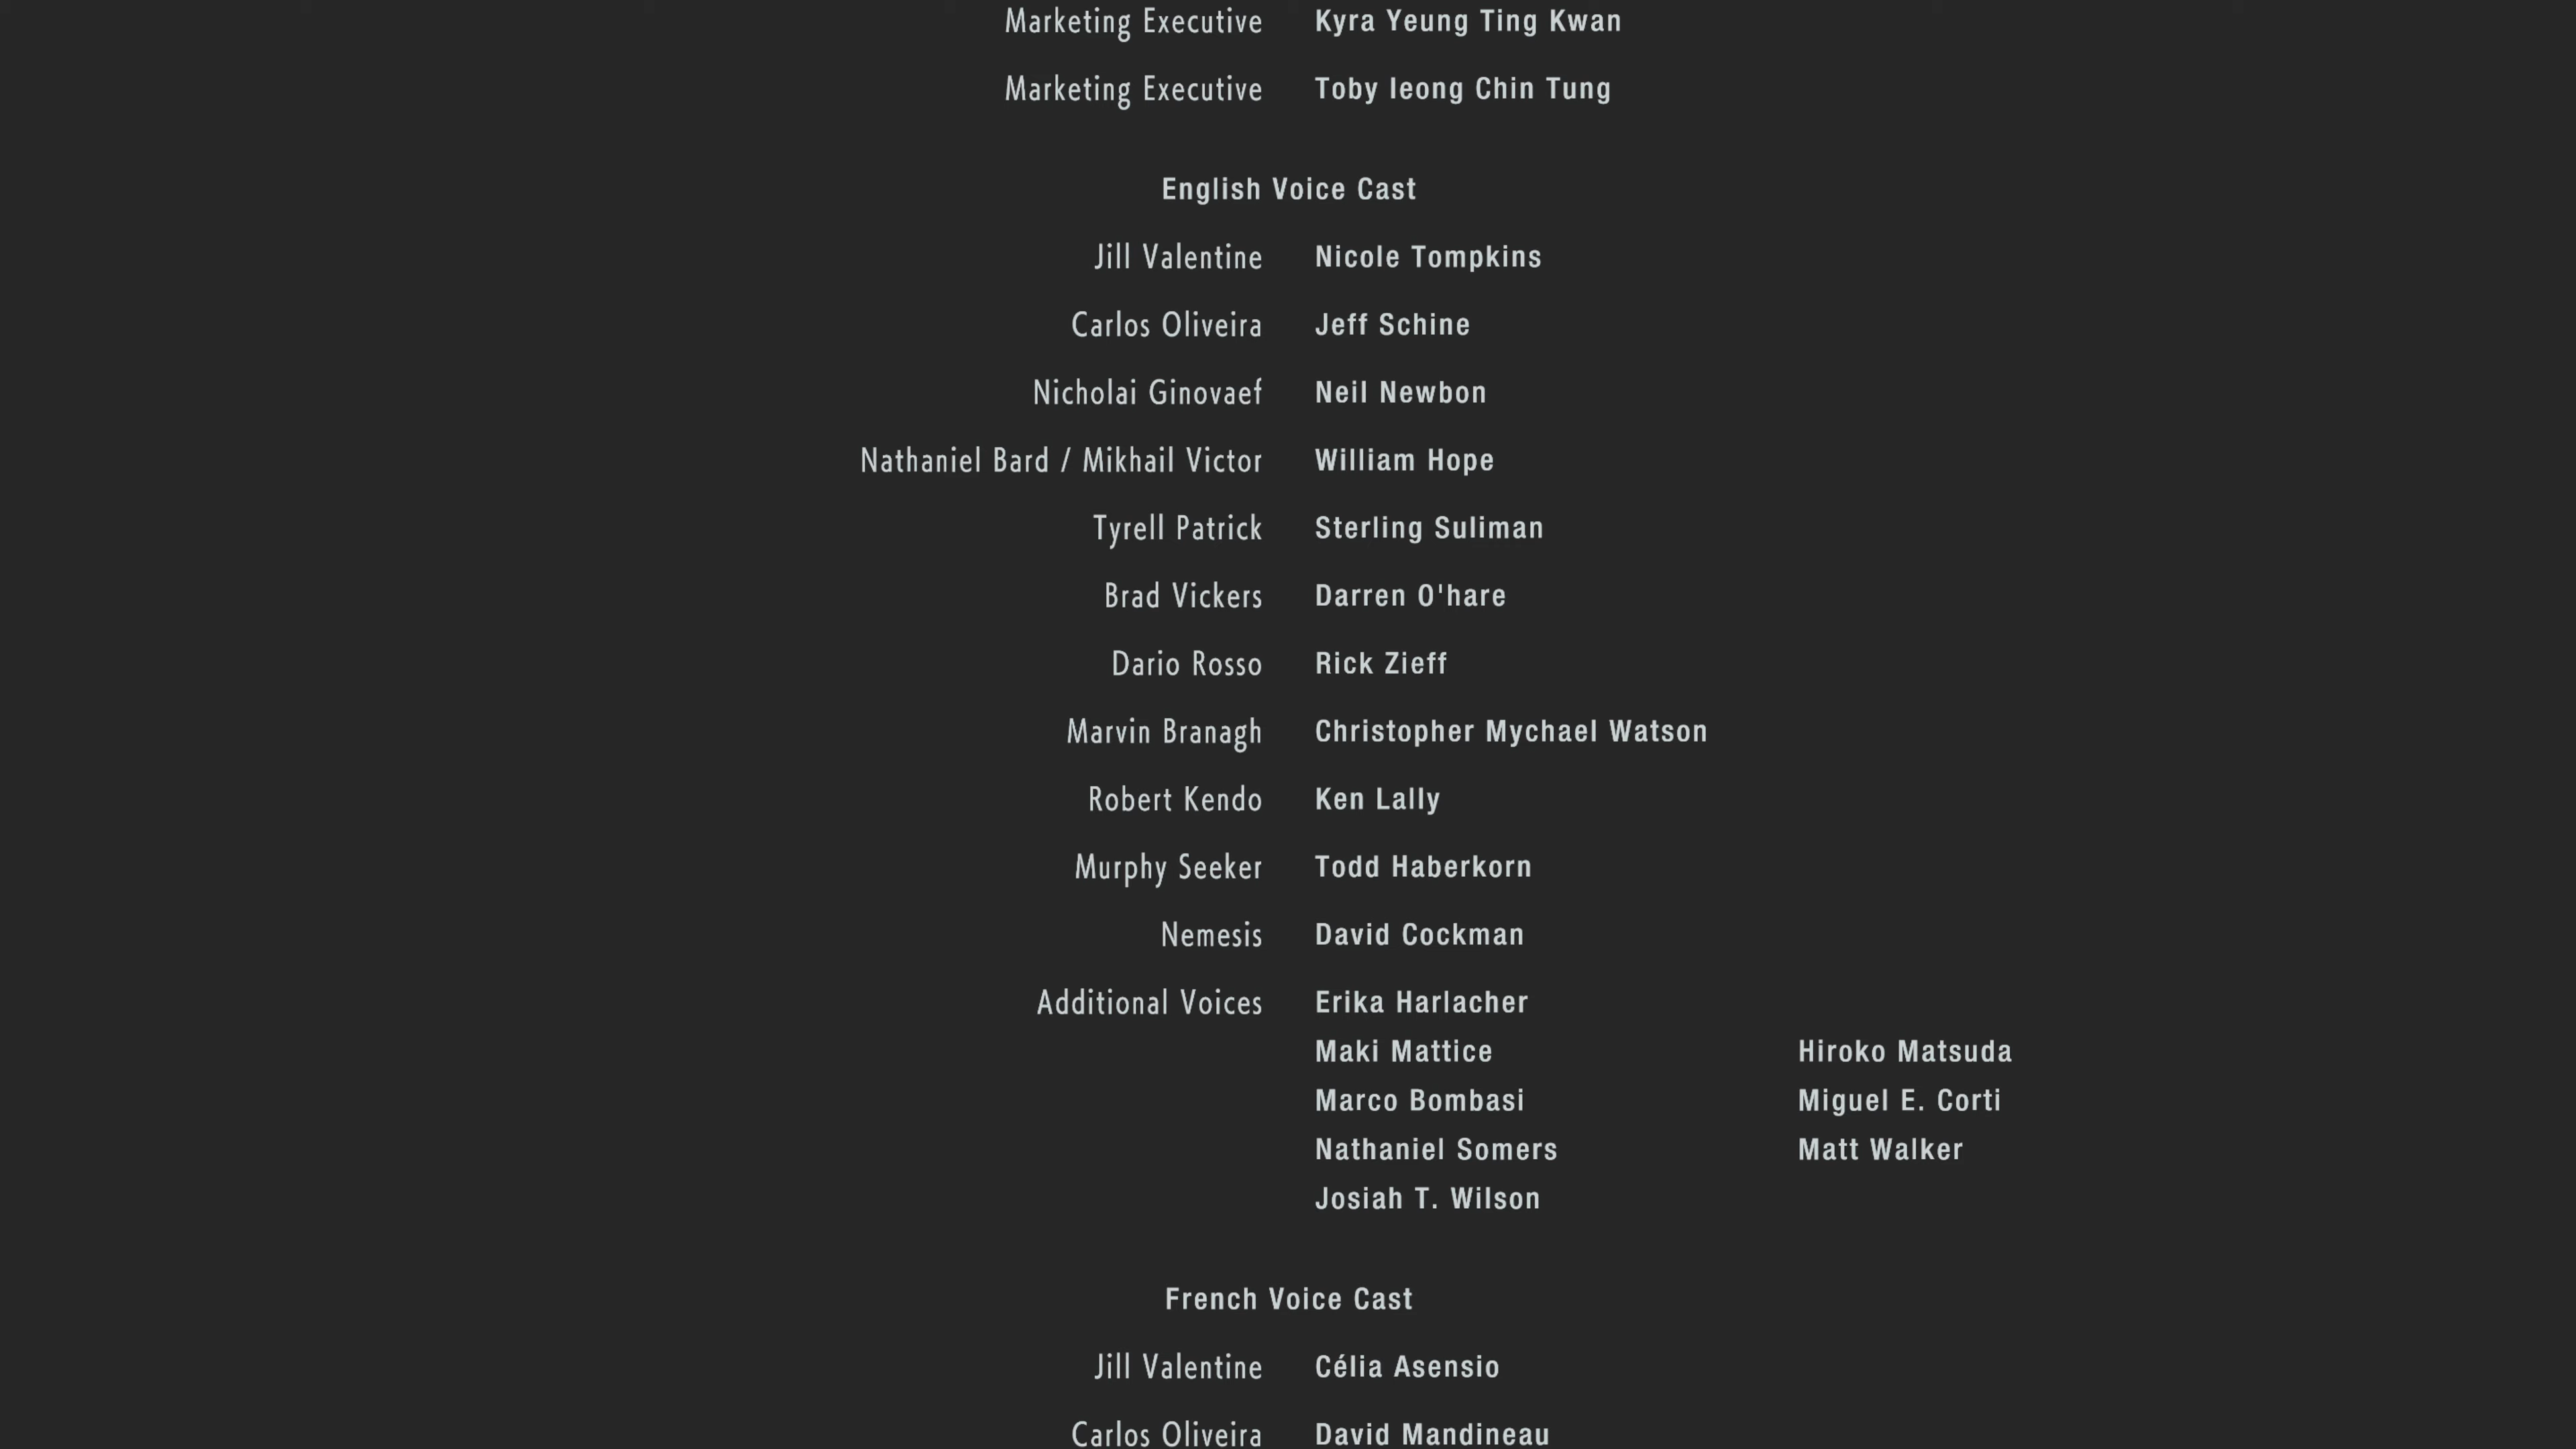 Marketing Executive Kyra Yeung Ting Kwan
Marketing Executive Toby Ieong Chin Tung
English Voice Cast
Jill Valentine Nicole Tompkins
Carlos Oliveira Jeff Schine
Nicholai Ginovaef Neil Newbon
Nathaniel Bard / Mikhail Victor William Hope
Tyrell Patrick Sterling Suliman
Brad Vickers Darren O'hare
Dario Rosso Rick Zieff
Marvin Branagh Christopher Mychael Watson
Robert Kendo Ken Lally
Murphy Seeker Todd Haberkorn
Nemesis David Cockman
Additional Voices Erika Harlacher
Maki Mattice Hiroko Matsuda
Marco Bombasi Miguel E. Corti
Nathaniel Somers Matt Walker
Josiah T. Wilson
French Voice Cast
Jill Valentine Célia Asensio
Carlos Oliveira David Mandineau